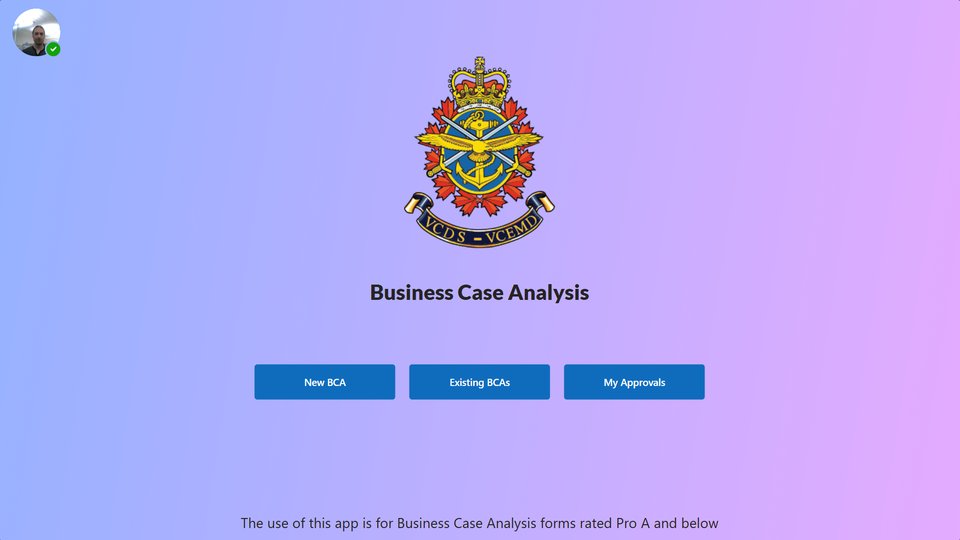 VCDS - VCEMD
Business Case Analysis
New BCA
Existing BCAs
My Approvals
The use of this app is for Business Case Analysis forms rated Pro A and below